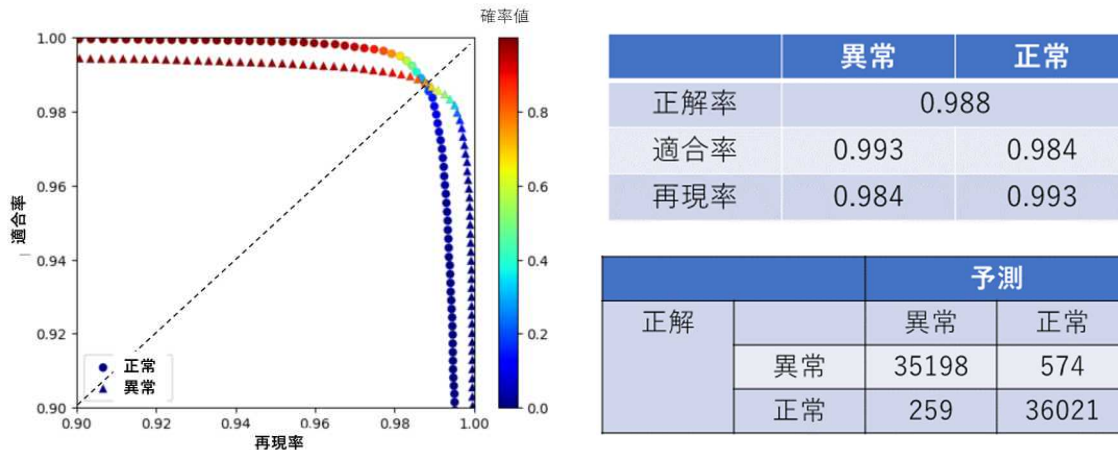 確率値
1.00
0.98
0.96
0.94
0.92
0.90
適合率
正常
異常
0.90
0.92
0.94
0.96
0.98
1.00
再現率
0.8
0.6
0.4
0.2
0.0
異常 正常
正解率 0.988
適合率 0.993 0.984
再現率 0.984 0.993
予測
正解 異常 正常
異常 35198 574
正常 259 36021